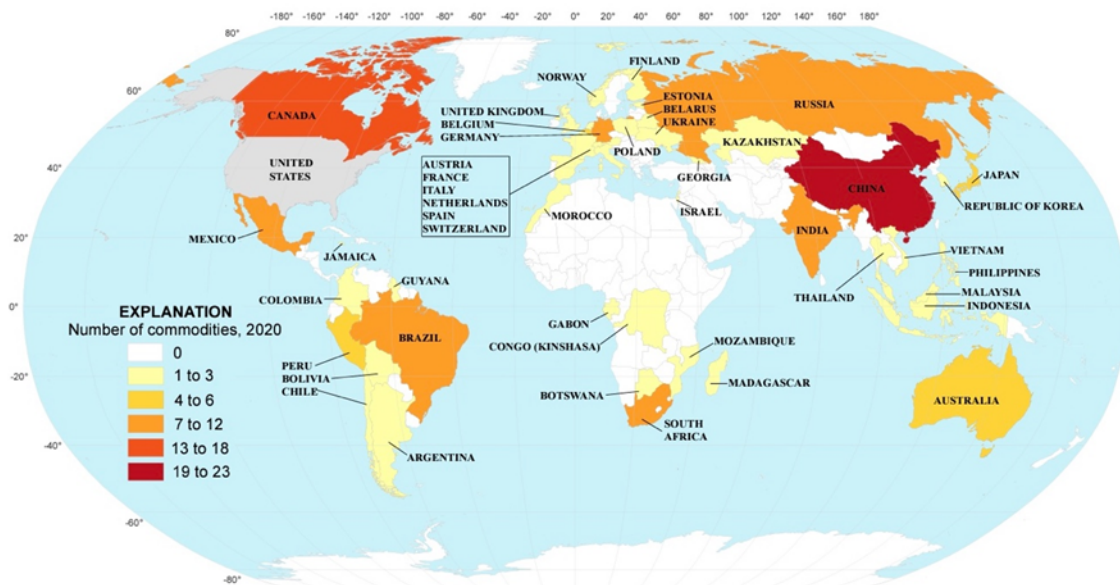 -160° -140° -120° -100° -80° -60° -40° -20° 0° 20° 40° 60° 80° 100° 120° 140° 160° 180°
80°
60°
40°
20°
0°
-20°
-40°
-60°
-80°
CANADA
UNITED
STATES
MEXICO
JAMAICA
GUYANA
COLOMBIA
BRAZIL
PERU
BOLIVIA
CHILE
ARGENTINA
NORWAY
FINLAND
UNITED KINGDOM
BELGIUM
GERMANY
ESTONIA
BELARUS
UKRAINE
POLAND
AUSTRIA
FRANCE
ITALY
NETHERLANDS
SPAIN
SWITZERLAND
MOROCCO
GEORGIA
ISRAEL
RUSSIA
KAZAKHSTAN
CHINA
JAPAN
REPUBLIC OF KOREA
INDIA
VIETNAM
PHILIPPINES
THAILAND
MALAYSIA
INDONESIA
GABON
CONGO (KINSHASA)
MOZAMBIQUE
MADAGASCAR
BOTSWANA
SOUTH
AFRICA
AUSTRALIA
EXPLANATION
Number of commodities, 2020
0
1 to 3
4 to 6
7 to 12
13 to 18
19 to 23